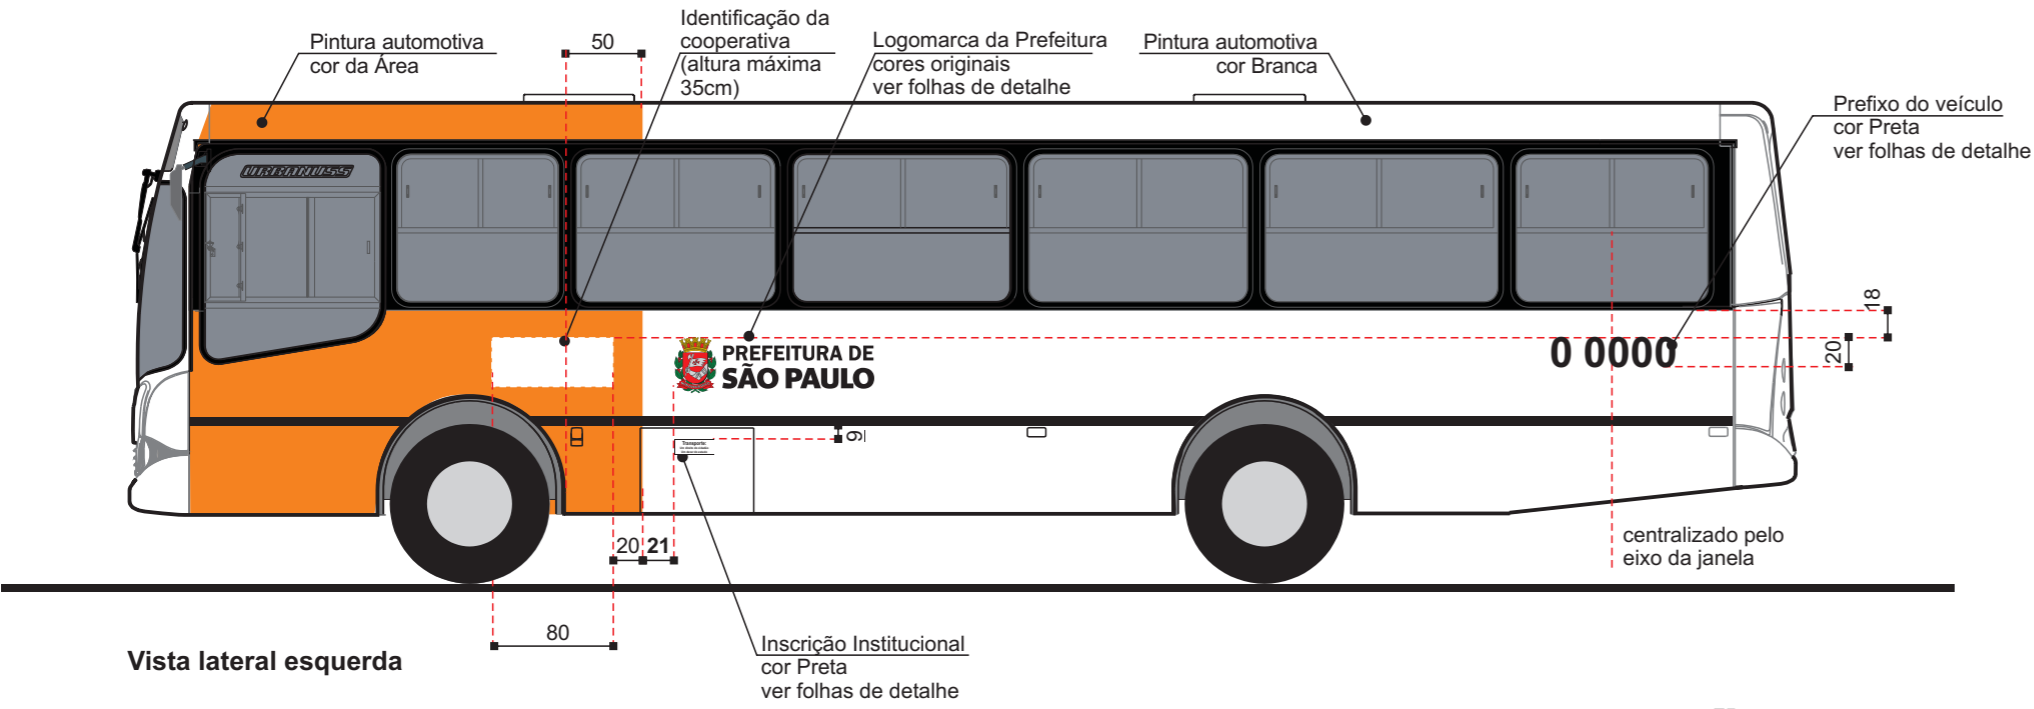 Pintura automotiva
cor da Área
50
Identificação da
cooperativa
(altura máxima
35cm)
Logomarca da Prefeitura
cores originais
ver folhas de detalhe
Pintura automotiva
cor Branca
Prefixo do veículo
cor Preta
ver folhas de detalhe
URBANUSS
18
20
PREFEITURA DE
SÃO PAULO
0 0000
9
Transporte:
20
21
centralizado pelo
eixo da janela
80
Vista lateral esquerda
Inscrição Institucional
cor Preta
ver folhas de detalhe